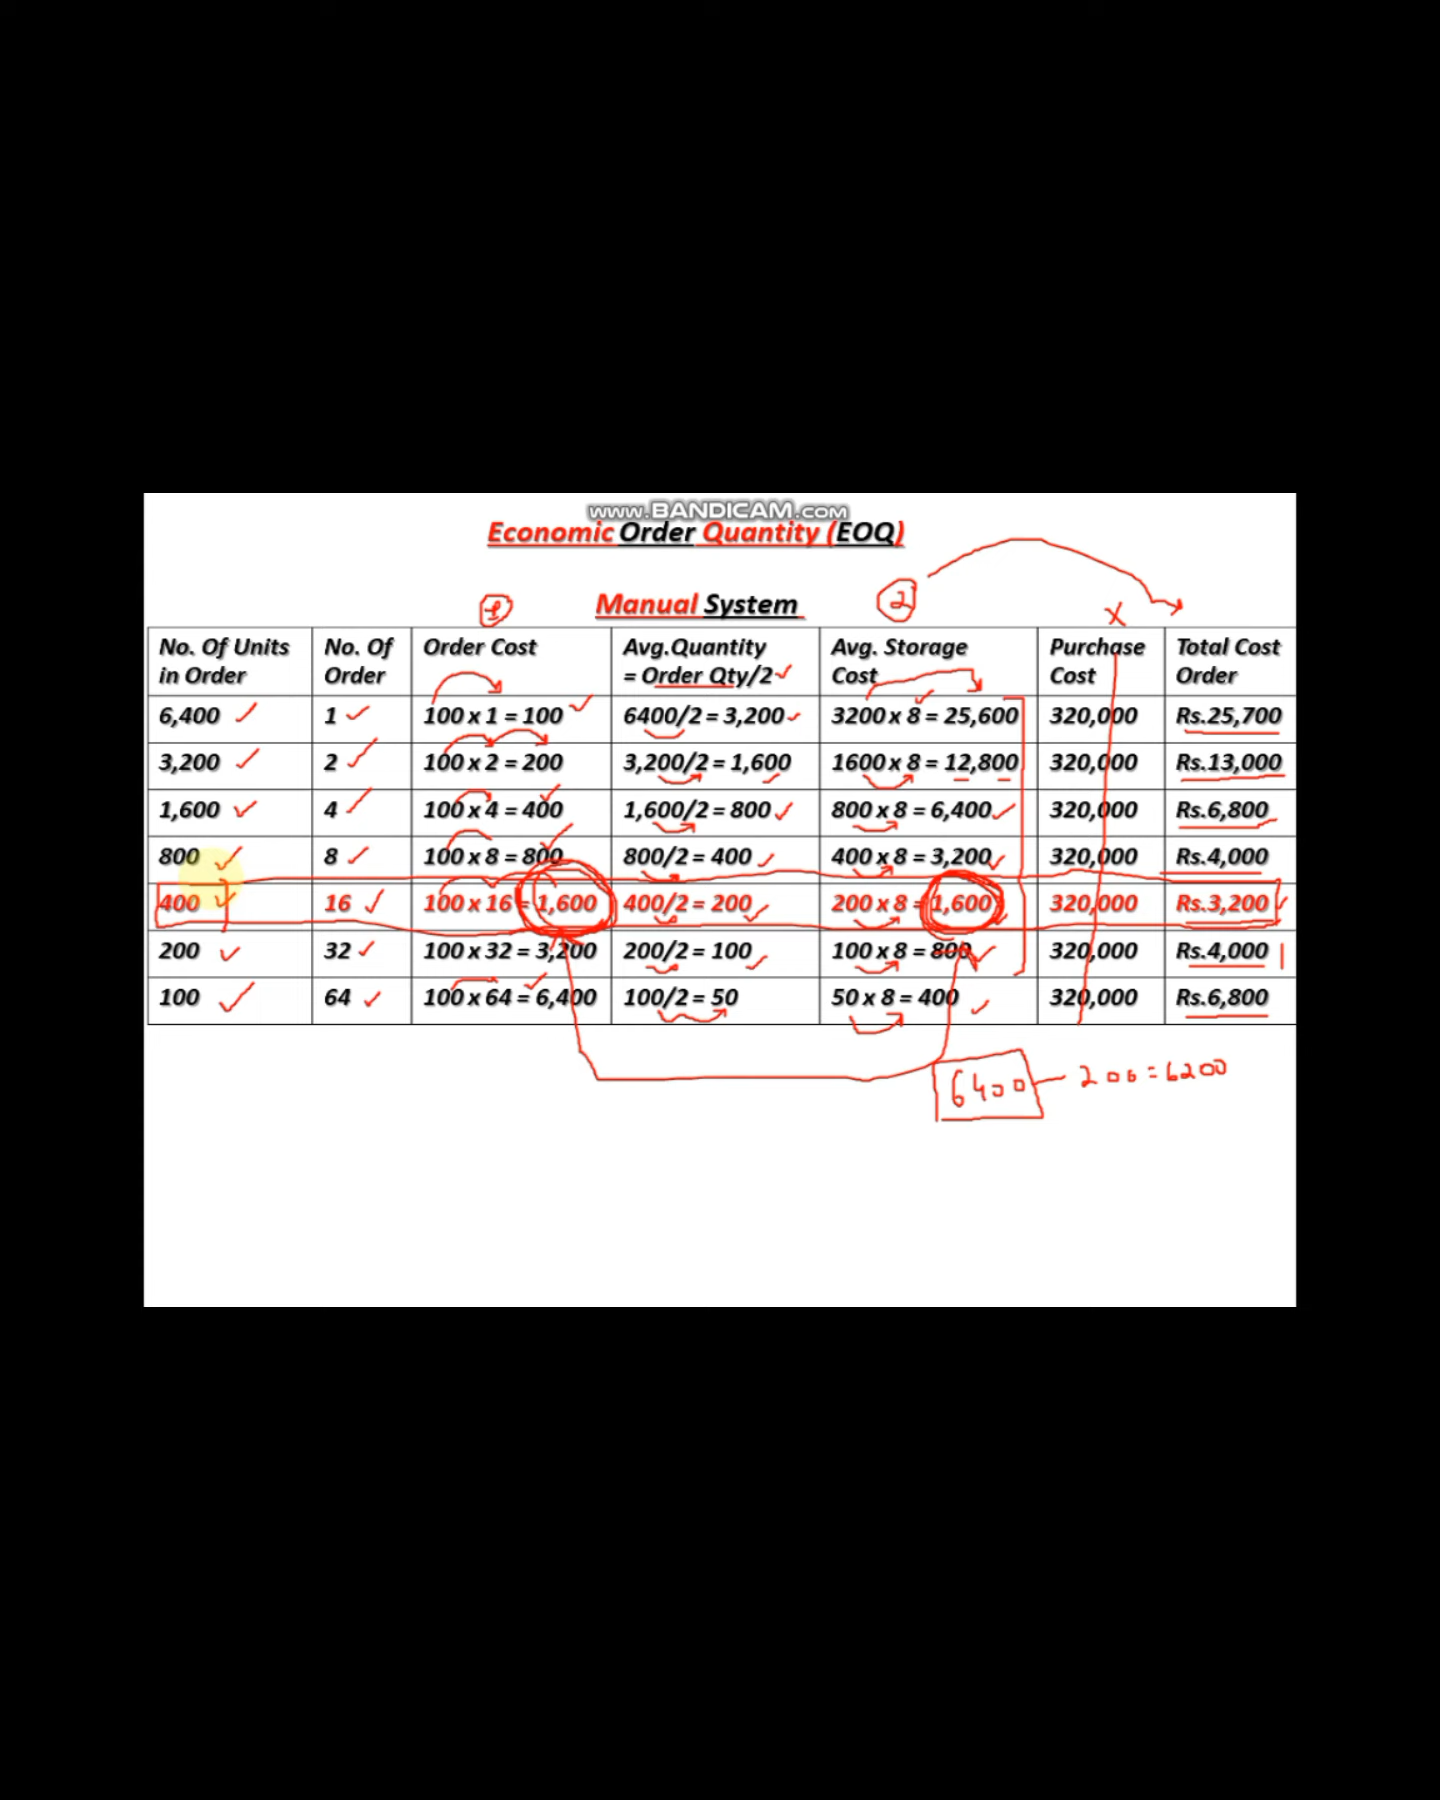 www.BANDICAM.com
Economic Order Quantity (EOQ)
1 Manual System 2
X
No. Of Units in Order | No. Of Order | Order Cost | Avg.Quantity = Order Qty/2 | Avg. Storage Cost | Purchase Cost | Total Cost Order
6,400 | 1 | 100 x 1 = 100 | 6400/2 = 3,200 | 3200 x 8 = 25,600 | 320,000 | Rs.25,700
3,200 | 2 | 100 x 2 = 200 | 3,200/2 = 1,600 | 1600 x 8 = 12,800 | 320,000 | Rs.13,000
1,600 | 4 | 100 x 4 = 400 | 1,600/2 = 800 | 800 x 8 = 6,400 | 320,000 | Rs.6,800
800 | 8 | 100 x 8 = 800 | 800/2 = 400 | 400 x 8 = 3,200 | 320,000 | Rs.4,000
400 | 16 | 100 x 16 = 1,600 | 400/2 = 200 | 200 x 8 = 1,600 | 320,000 | Rs.3,200
200 | 32 | 100 x 32 = 3,200 | 200/2 = 100 | 100 x 8 = 800 | 320,000 | Rs.4,000
100 | 64 | 100 x 64 = 6,400 | 100/2 = 50 | 50 x 8 = 400 | 320,000 | Rs.6,800
6400 - 200 = 6200